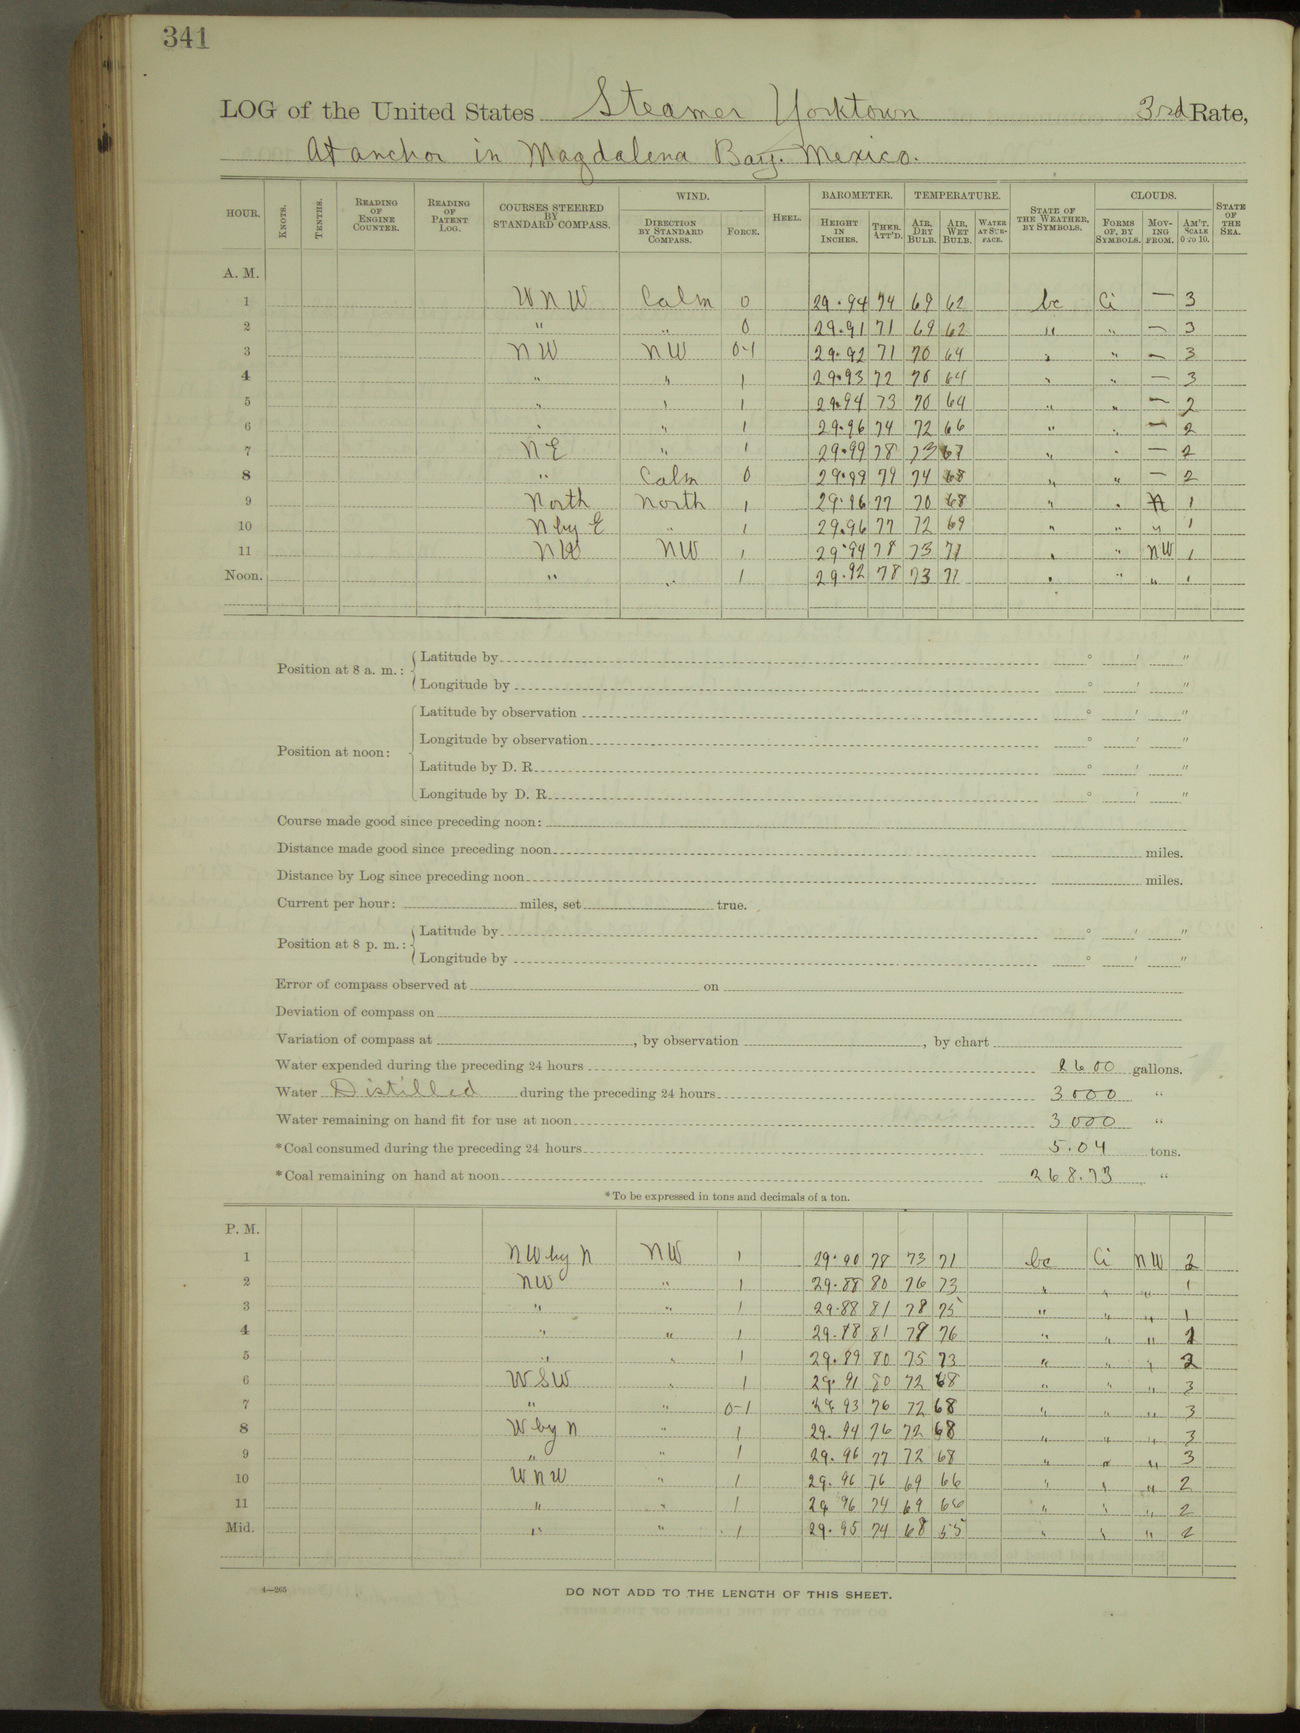 341
LOG of the United States Steamer Yorktown 3rd Rate,
At anchor in Magdalena Bay. Mexico.
HOUR. KNOTS. TENTHS. READING OF ENGINE COUNTER. READING OF PATENT LOG. COURSES STEERED BY STANDARD COMPASS. WIND. DIRECTION BY STANDARD COMPASS. FORCE. HEEL. BAROMETER. HEIGHT IN INCHES. THER. ATT'D. TEMPERATURE. AIR, DRY BULB. AIR, WET BULB. WATER AT SURFACE. STATE OF THE WEATHER, BY SYMBOLS. CLOUDS. FORMS OF, BY SYMBOLS. MOVING FROM. AM'T. SCALE 0 TO 10. STATE OF THE SEA.
A. M.
1 WNW Calm 0 29.94 74 69 62 bc Ci — 3
2 " " 0 29.91 71 69 62 " " — 3
3 NW NW 0-1 29.92 71 70 64 " " — 3
4 " " 1 29.93 72 70 64 " " — 3
5 " " 1 29.94 73 70 64 " " — 2
6 " " 1 29.96 74 72 66 " " — 2
7 NE " 1 29.99 78 73 67 " " — 2
8 " Calm 0 29.99 79 74 68 " " — 2
9 North North 1 29.96 77 70 68 " " N 1
10 N by E " 1 29.96 77 72 69 " " " 1
11 NW NW 1 29.94 78 73 71 " " NW 1
Noon. " " 1 29.92 78 73 71 " " " 1
Position at 8 a. m.: Latitude by ° ' "
Longitude by ° ' "
Position at noon: Latitude by observation ° ' "
Longitude by observation ° ' "
Latitude by D. R. ° ' "
Longitude by D. R. ° ' "
Course made good since preceding noon:
Distance made good since preceding noon miles.
Distance by Log since preceding noon miles.
Current per hour: miles, set true.
Position at 8 p. m.: Latitude by ° ' "
Longitude by ° ' "
Error of compass observed at on
Deviation of compass on
Variation of compass at , by observation , by chart
Water expended during the preceding 24 hours 2600 gallons.
Water Distilled during the preceding 24 hours 3000 "
Water remaining on hand fit for use at noon 3000 "
*Coal consumed during the preceding 24 hours 5.04 tons.
*Coal remaining on hand at noon 268.73 "
*To be expressed in tons and decimals of a ton.
P. M.
1 NW by N NW 1 29.90 78 73 71 bc Ci NW 2
2 NW " 1 29.88 80 76 73 " " " 1
3 " " 1 29.88 81 78 75 " " " 1
4 " " 1 29.88 81 79 76 " " "
5 " " 1 29.89 80 75 73 " " " 2
6 WSW " 1 29.91 80 72 68 " " " 3
7 " " 0-1 29.93 76 72 68 " " " 3
8 W by N " 1 29.94 76 72 68 " " " 3
9 " " 1 29.96 77 72 68 " " " 3
10 WNW " 1 29.96 76 69 66 " " " 2
11 " " 1 29.96 74 69 66 " " " 2
Mid. " " 1 29.95 74 68 " " " 2
4—265
DO NOT ADD TO THE LENGTH OF THIS SHEET.